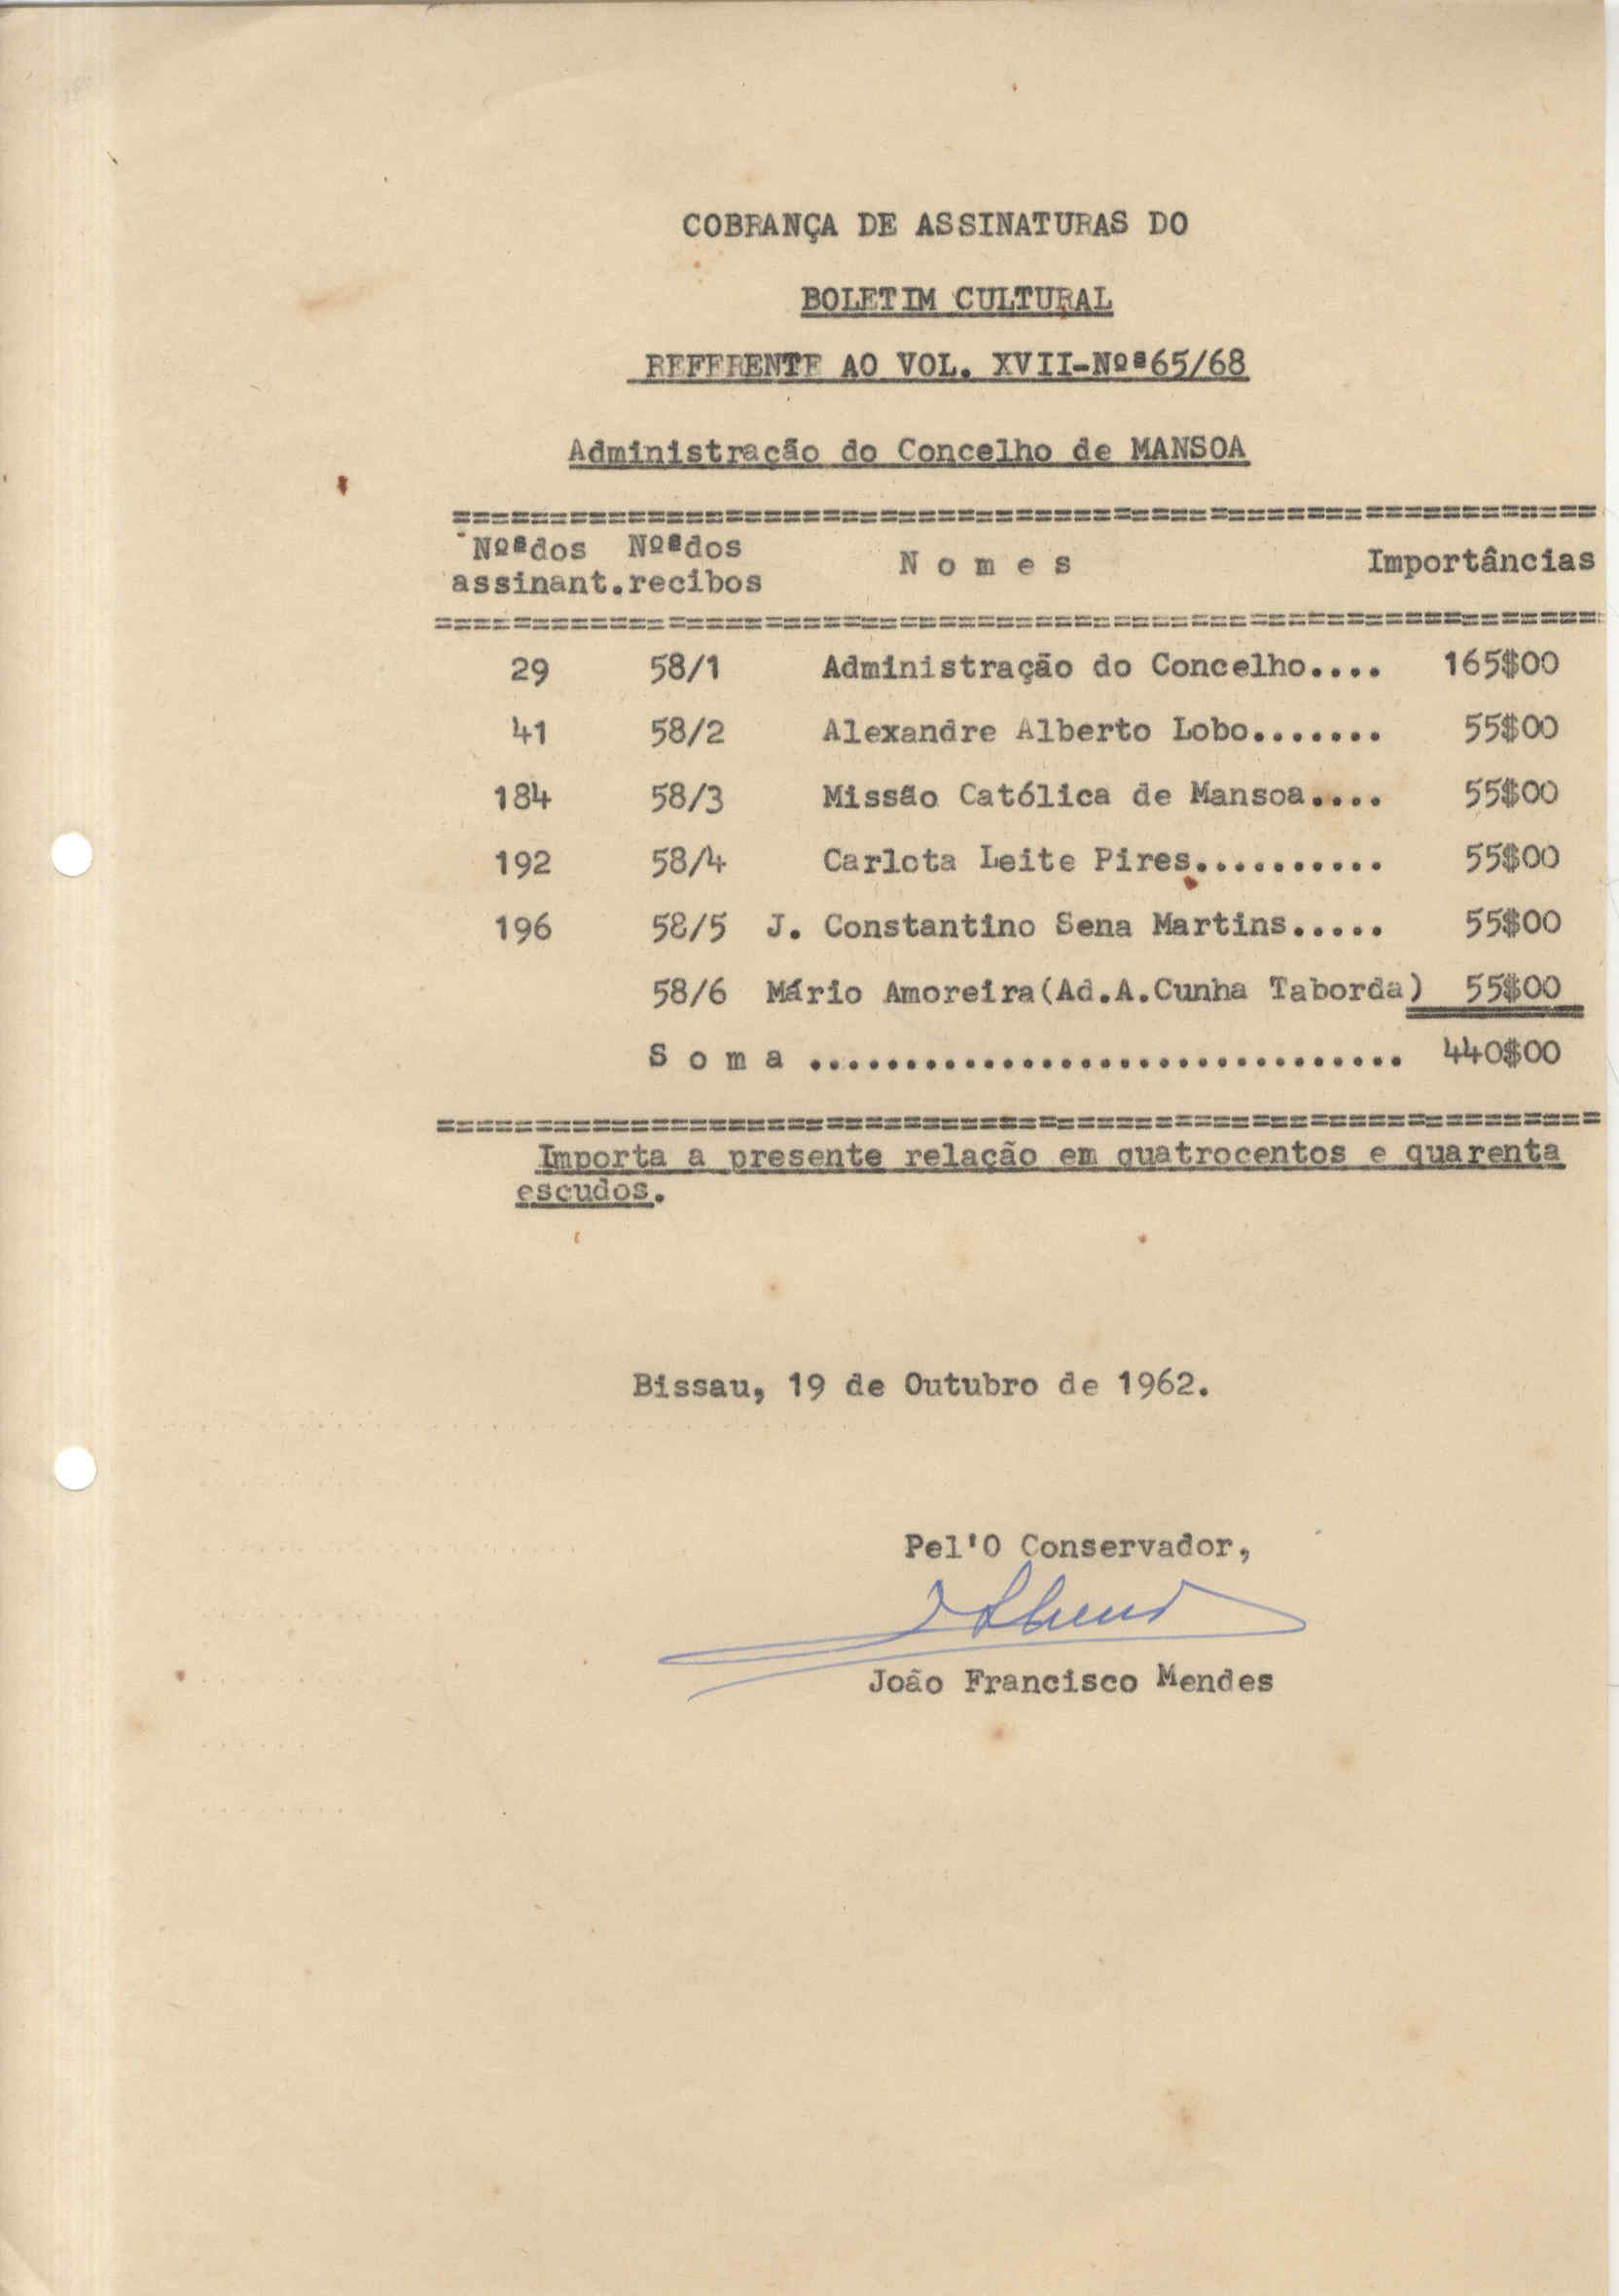 COBRANÇA DE ASSINATURAS DO
BOLETIM CULTURAL
REFERENTE AO VOL. XVII-Nºˢ65/68
Administração do Concelho de MANSOA
Nºˢdos Nºˢdos N o m e s Importâncias
assinant.recibos
29 58/1 Administração do Concelho.... 165$00
41 58/2 Alexandre Alberto Lobo....... 55$00
184 58/3 Missão Católica de Mansoa.... 55$00
192 58/4 Carlota Leite Pires.......... 55$00
196 58/5 J. Constantino Sena Martins..... 55$00
58/6 Mário Amoreira(Ad.A.Cunha Taborda) 55$00
S o m a ............................... 440$00
Importa a presente relação em quatrocentos e quarenta
escudos.
Bissau, 19 de Outubro de 1962.
Pel'O Conservador,
João Francisco Mendes